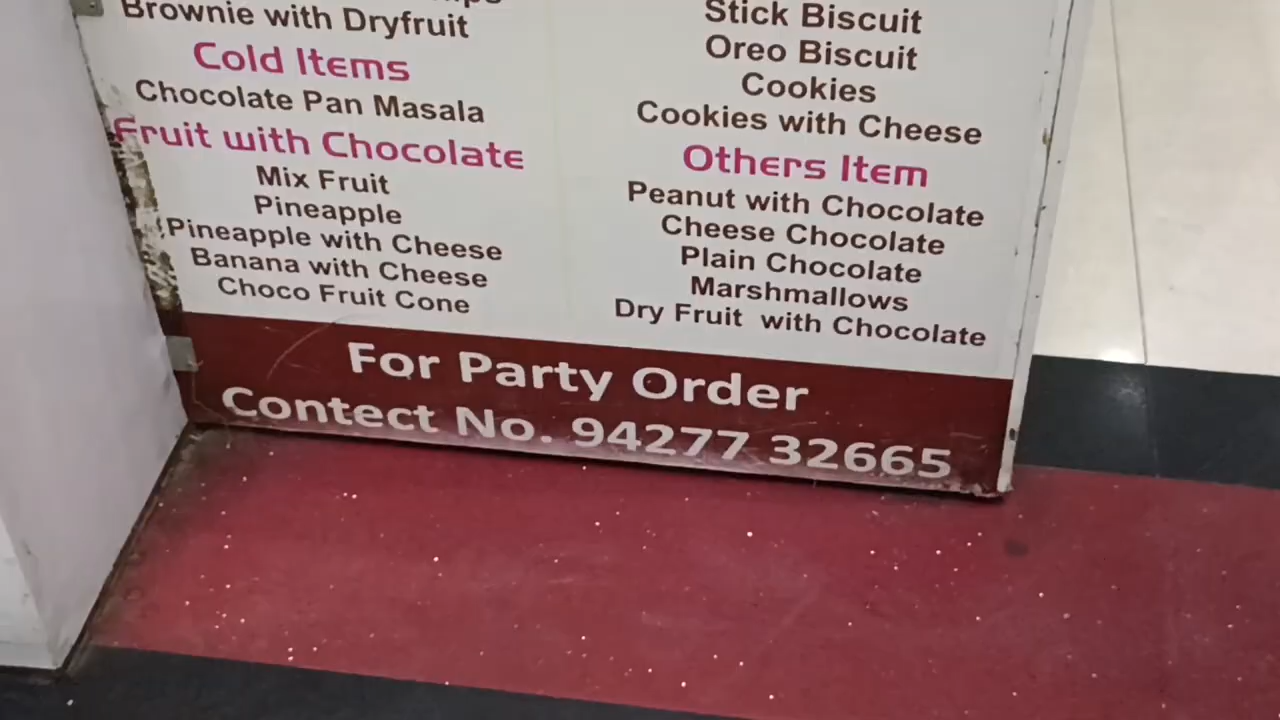 Brownie with Dryfruit
Cold Items
Chocolate Pan Masala
Fruit with Chocolate
Mix Fruit
Pineapple
Pineapple with Cheese
Banana with Cheese
Choco Fruit Cone
Stick Biscuit
Oreo Biscuit
Cookies
Cookies with Cheese
Others Item
Peanut with Chocolate
Cheese Chocolate
Plain Chocolate
Marshmallows
Dry Fruit with Chocolate
For Party Order
Contect No. 94277 32665